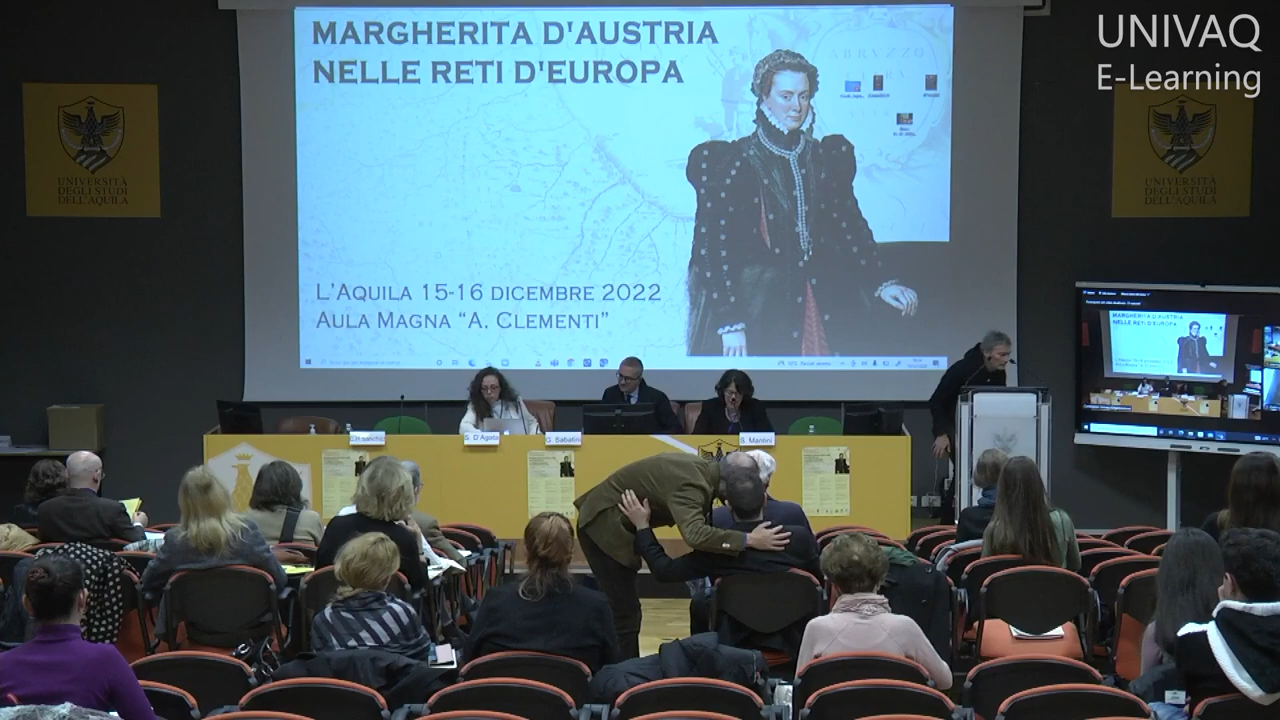 MARGHERITA D'AUSTRIA
NELLE RETI D'EUROPA
L'AQUILA 15-16 DICEMBRE 2022
AULA MAGNA "A. CLEMENTI"
UNIVAQ
E-Learning
UNIVERSITÀ
DEGLI STUDI
DELL'AQUILA
UNIVERSITÀ
DEGLI STUDI
DELL'AQUILA
MARGHERITA D'AUSTRIA
NELLE RETI D'EUROPA
S. D'Agata
G. Sabatini
S. Mantini